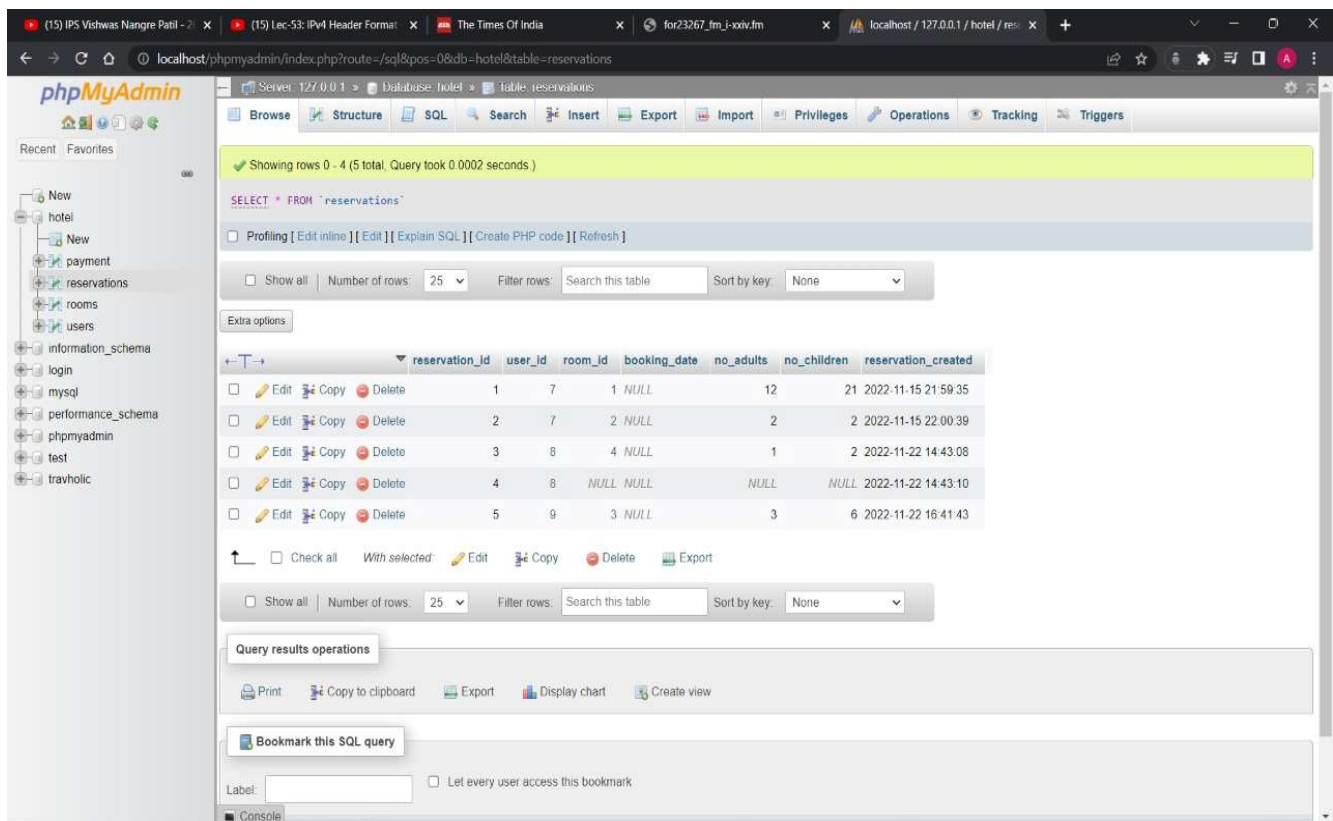 (15) IPS Vishwas Nangre Patil - 2 (15) Lec-53: IPv4 Header Format The Times Of India for23267_fm_i-xxiv.fm localhost / 127.0.0.1 / hotel / res
localhost/phpmyadmin/index.php?route=/sql&pos=0&db=hotel&table=reservations A
phpMyAdmin
Recent Favorites
New
hotel
New
payment
reservations
rooms
users
information_schema
login
mysql
performance_schema
phpmyadmin
test
travholic
Server: 127.0.0.1 » Database: hotel » Table: reservations
Browse Structure SQL Search Insert Export Import Privileges Operations Tracking Triggers
Showing rows 0 - 4 (5 total, Query took 0.0002 seconds.)
SELECT * FROM `reservations`
Profiling [ Edit inline ] [ Edit ] [ Explain SQL ] [ Create PHP code ] [ Refresh ]
Show all | Number of rows: 25 Filter rows: Search this table Sort by key: None
Extra options
←T→ reservation_id user_id room_id booking_date no_adults no_children reservation_created
Edit Copy Delete 1 7 1 NULL 12 21 2022-11-15 21:59:35
Edit Copy Delete 2 7 2 NULL 2 2 2022-11-15 22:00:39
Edit Copy Delete 3 8 4 NULL 1 2 2022-11-22 14:43:08
Edit Copy Delete 4 8 NULL NULL NULL NULL 2022-11-22 14:43:10
Edit Copy Delete 5 9 3 NULL 3 6 2022-11-22 16:41:43
Check all With selected: Edit Copy Delete Export
Show all | Number of rows: 25 Filter rows: Search this table Sort by key: None
Query results operations
Print Copy to clipboard Export Display chart Create view
Bookmark this SQL query
Label: Let every user access this bookmark
Console